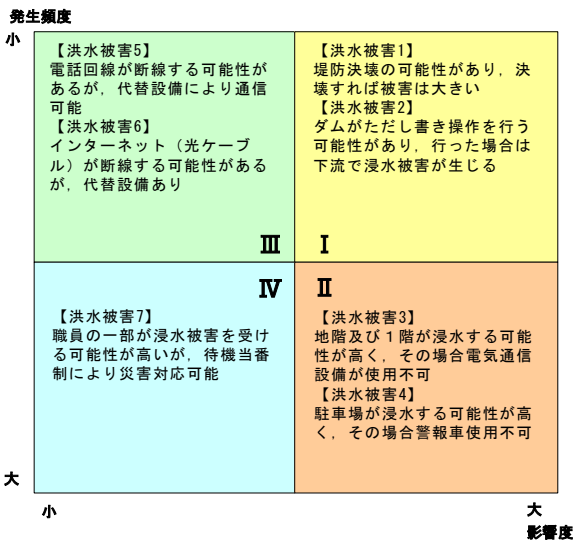 発生頻度
小
【洪水被害5】
電話回線が断線する可能性が
あるが，代替設備により通信
可能
【洪水被害6】
インターネット（光ケーブ
ル）が断線する可能性がある
が，代替設備あり
Ⅲ
【洪水被害1】
堤防決壊の可能性があり，決
壊すれば被害は大きい
【洪水被害2】
ダムがただし書き操作を行う
可能性があり，行った場合は
下流で浸水被害が生じる
Ⅰ
Ⅳ
【洪水被害7】
職員の一部が浸水被害を受け
る可能性が高いが，待機当番
制により災害対応可能
Ⅱ
【洪水被害3】
地階及び１階が浸水する可能
性が高く，その場合電気通信
設備が使用不可
【洪水被害4】
駐車場が浸水する可能性が高
く，その場合警報車使用不可
大
小
大
影響度